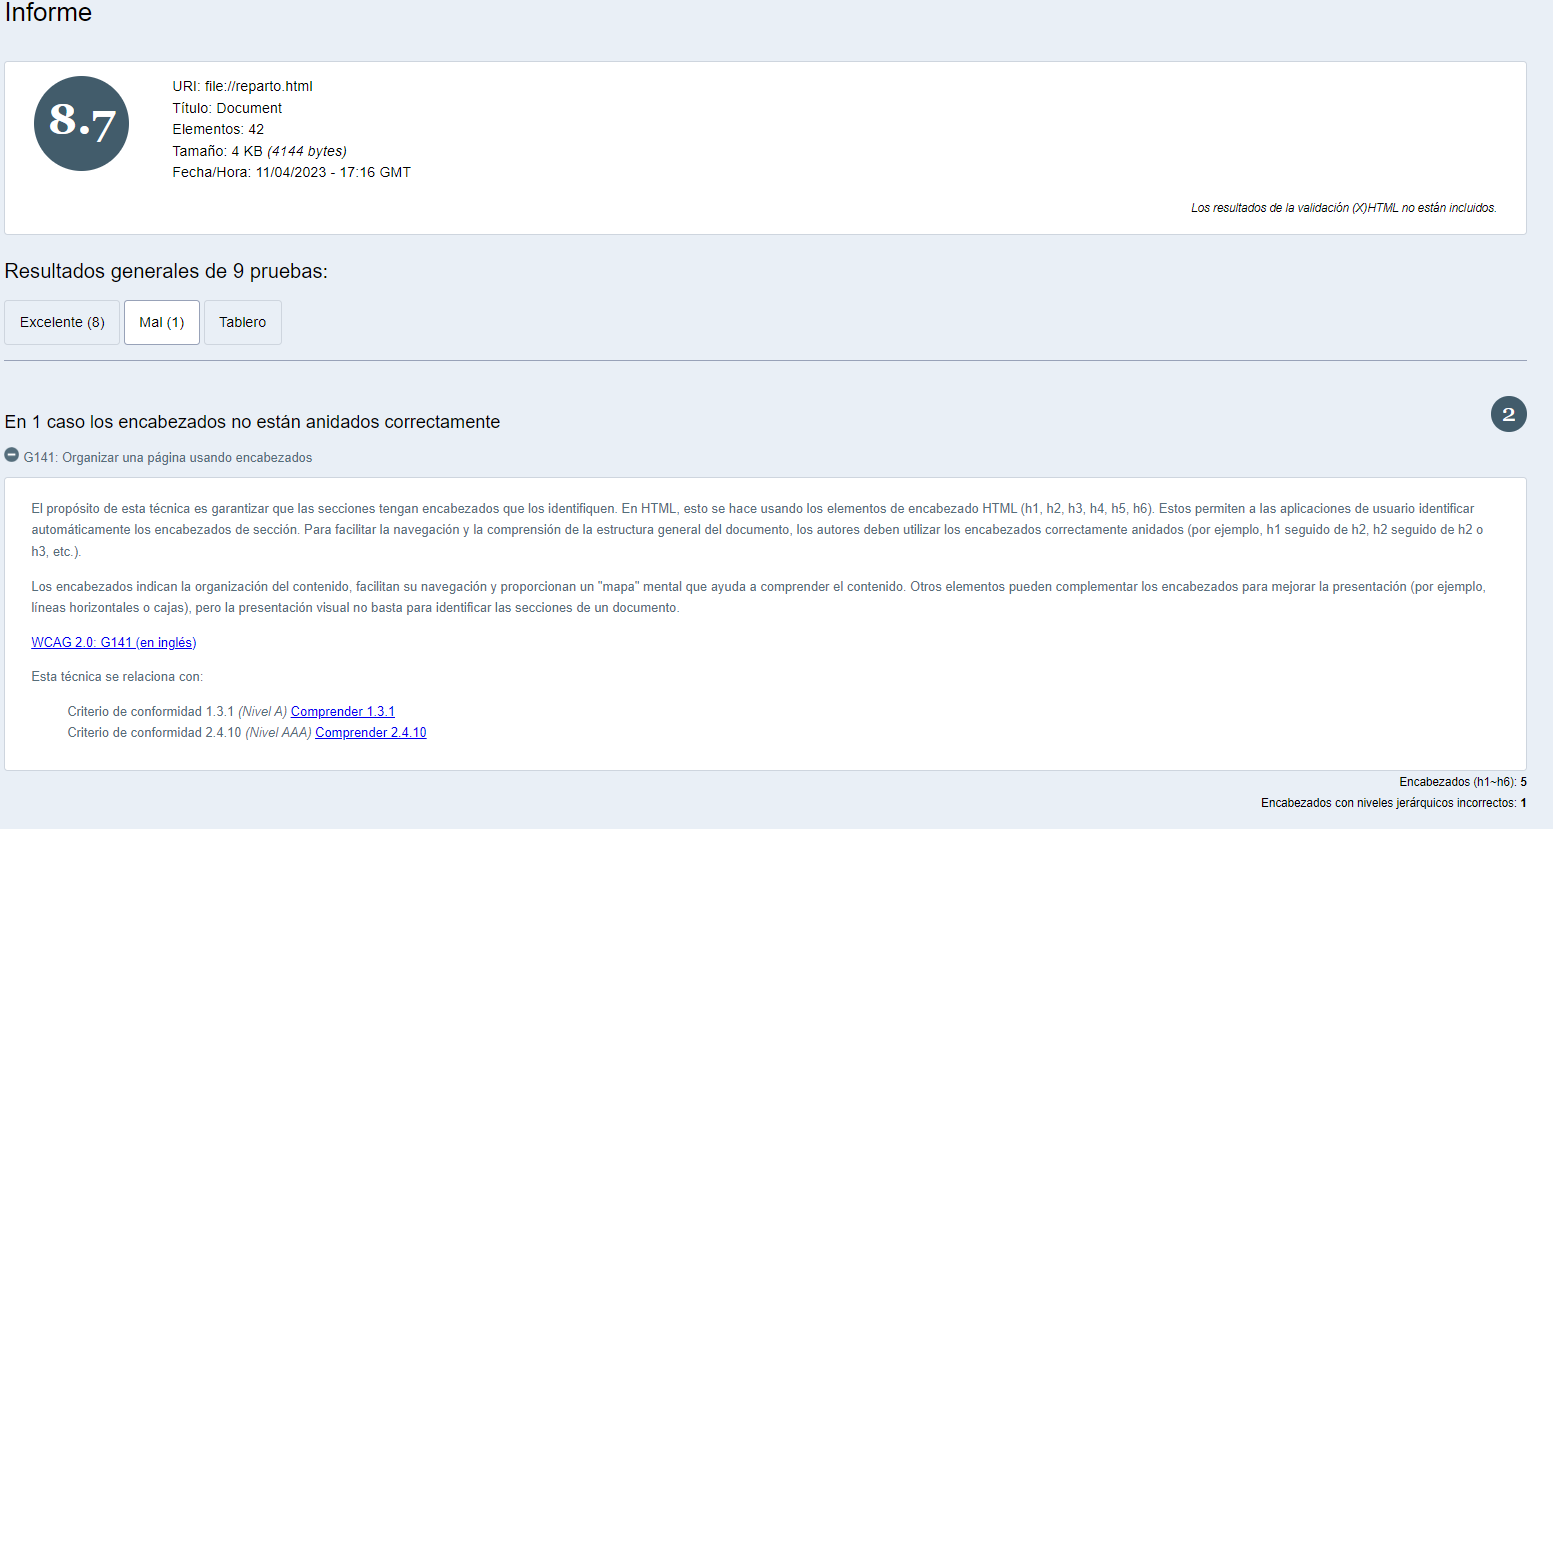 Informe
8.7
URI: file://reparto.html
Título: Document
Elementos: 42
Tamaño: 4 KB (4144 bytes)
Fecha/Hora: 11/04/2023 - 17:16 GMT
Los resultados de la validación (X)HTML no están incluidos.
Resultados generales de 9 pruebas:
Excelente (8) Mal (1) Tablero
En 1 caso los encabezados no están anidados correctamente 2
G141: Organizar una página usando encabezados
El propósito de esta técnica es garantizar que las secciones tengan encabezados que los identifiquen. En HTML, esto se hace usando los elementos de encabezado HTML (h1, h2, h3, h4, h5, h6). Estos permiten a las aplicaciones de usuario identificar
automáticamente los encabezados de sección. Para facilitar la navegación y la comprensión de la estructura general del documento, los autores deben utilizar los encabezados correctamente anidados (por ejemplo, h1 seguido de h2, h2 seguido de h2 o
h3, etc.).
Los encabezados indican la organización del contenido, facilitan su navegación y proporcionan un "mapa" mental que ayuda a comprender el contenido. Otros elementos pueden complementar los encabezados para mejorar la presentación (por ejemplo,
líneas horizontales o cajas), pero la presentación visual no basta para identificar las secciones de un documento.
WCAG 2.0: G141 (en inglés)
Esta técnica se relaciona con:
Criterio de conformidad 1.3.1 (Nivel A) Comprender 1.3.1
Criterio de conformidad 2.4.10 (Nivel AAA) Comprender 2.4.10
Encabezados (h1~h6): 5
Encabezados con niveles jerárquicos incorrectos: 1